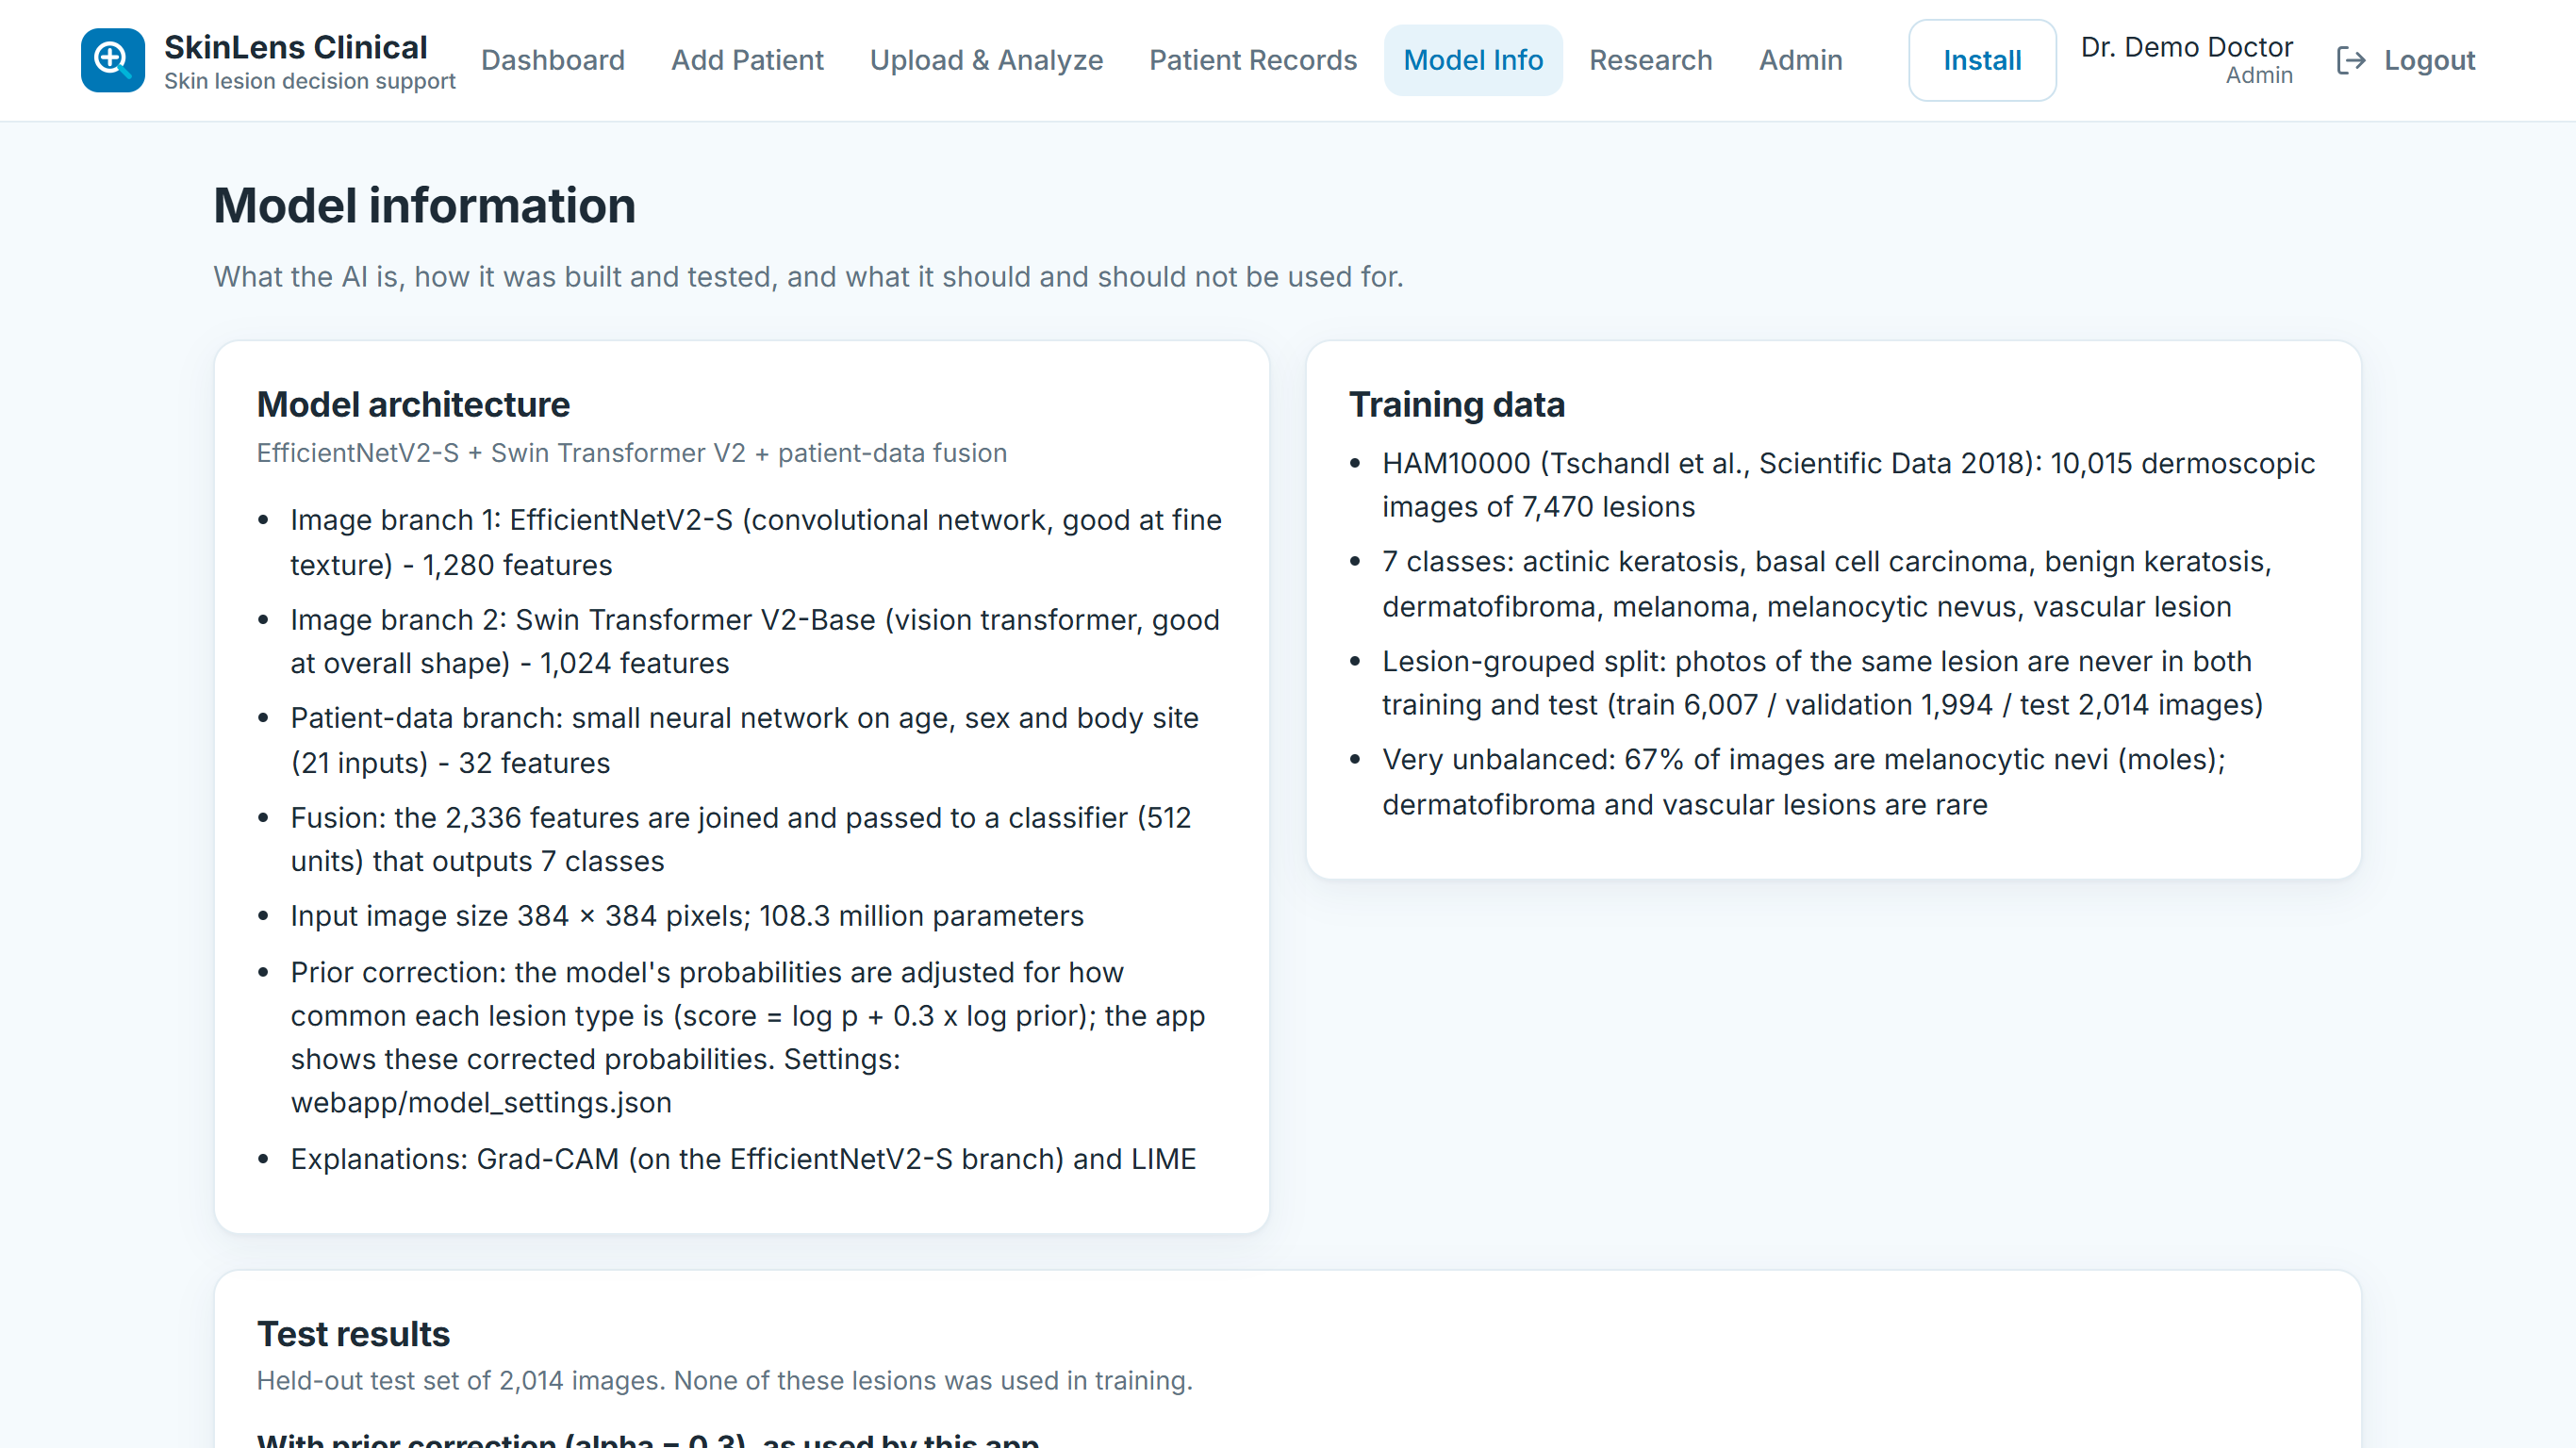 SkinLens Clinical
Skin lesion decision support
Dashboard
Add Patient
Upload & Analyze
Patient Records
Model Info
Research
Admin
Install
Dr. Demo Doctor
Admin
Logout
Model information
What the AI is, how it was built and tested, and what it should and should not be used for.
Model architecture
EfficientNetV2-S + Swin Transformer V2 + patient-data fusion
• Image branch 1: EfficientNetV2-S (convolutional network, good at fine
texture) - 1,280 features
• Image branch 2: Swin Transformer V2-Base (vision transformer, good
at overall shape) - 1,024 features
• Patient-data branch: small neural network on age, sex and body site
(21 inputs) - 32 features
• Fusion: the 2,336 features are joined and passed to a classifier (512
units) that outputs 7 classes
• Input image size 384 × 384 pixels; 108.3 million parameters
• Prior correction: the model's probabilities are adjusted for how
common each lesion type is (score = log p + 0.3 x log prior); the app
shows these corrected probabilities. Settings:
webapp/model_settings.json
• Explanations: Grad-CAM (on the EfficientNetV2-S branch) and LIME
Training data
• HAM10000 (Tschandl et al., Scientific Data 2018): 10,015 dermoscopic
images of 7,470 lesions
• 7 classes: actinic keratosis, basal cell carcinoma, benign keratosis,
dermatofibroma, melanoma, melanocytic nevus, vascular lesion
• Lesion-grouped split: photos of the same lesion are never in both
training and test (train 6,007 / validation 1,994 / test 2,014 images)
• Very unbalanced: 67% of images are melanocytic nevi (moles);
dermatofibroma and vascular lesions are rare
Test results
Held-out test set of 2,014 images. None of these lesions was used in training.
With prior correction (alpha = 0.3), as used by this app